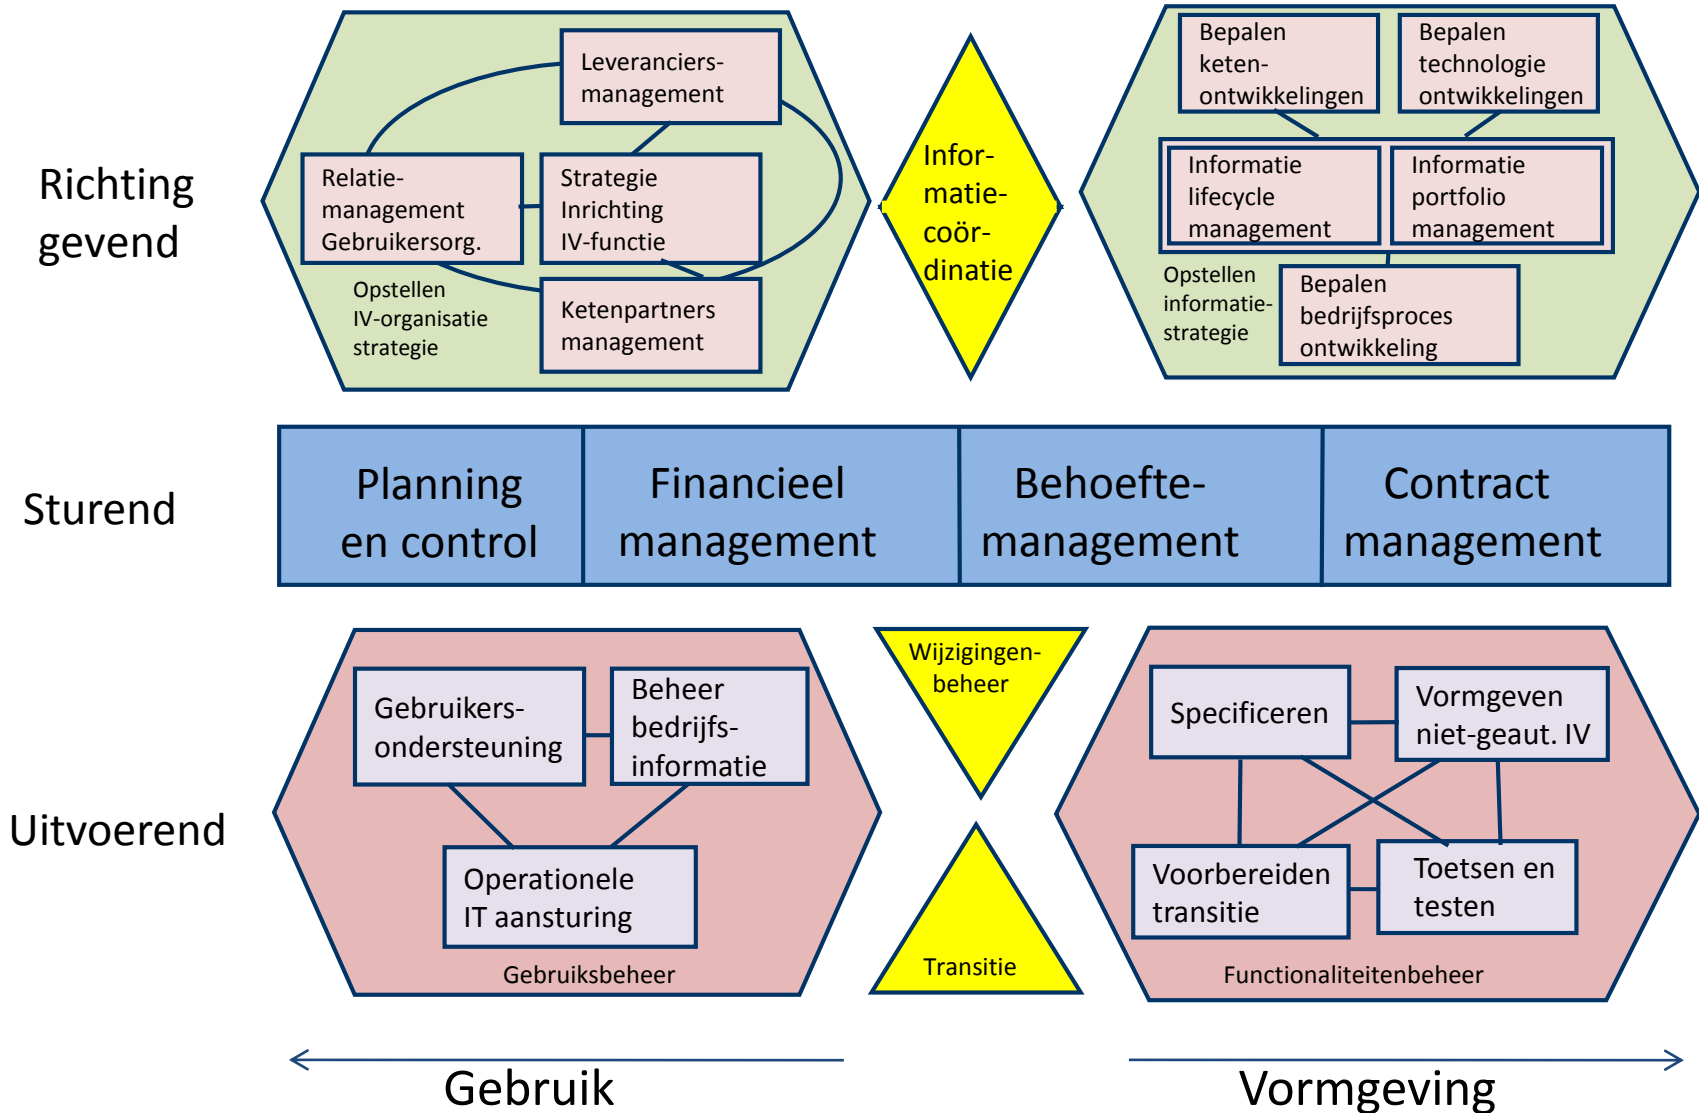 Richting
gevend
Leveranciers-
management
Relatie-
management
Gebruikersorg.
Strategie
Inrichting
IV-functie
Opstellen
IV-organisatie
strategie
Ketenpartners
management
Infor-
matie-
coör-
dinatie
Bepalen
keten-
ontwikkelingen
Bepalen
technologie
ontwikkelingen
Informatie
lifecycle
management
Informatie
portfolio
management
Opstellen
informatie-
strategie
Bepalen
bedrijfsproces
ontwikkeling
Sturend
Planning
en control
Financieel
management
Behoefte-
management
Contract
management
Uitvoerend
Gebruikers-
ondersteuning
Beheer
bedrijfs-
informatie
Operationele
IT aansturing
Gebruiksbeheer
Wijzigingen-
beheer
Transitie
Specificeren
Vormgeven
niet-geaut. IV
Voorbereiden
transitie
Toetsen en
testen
Functionaliteitenbeheer
Gebruik
Vormgeving